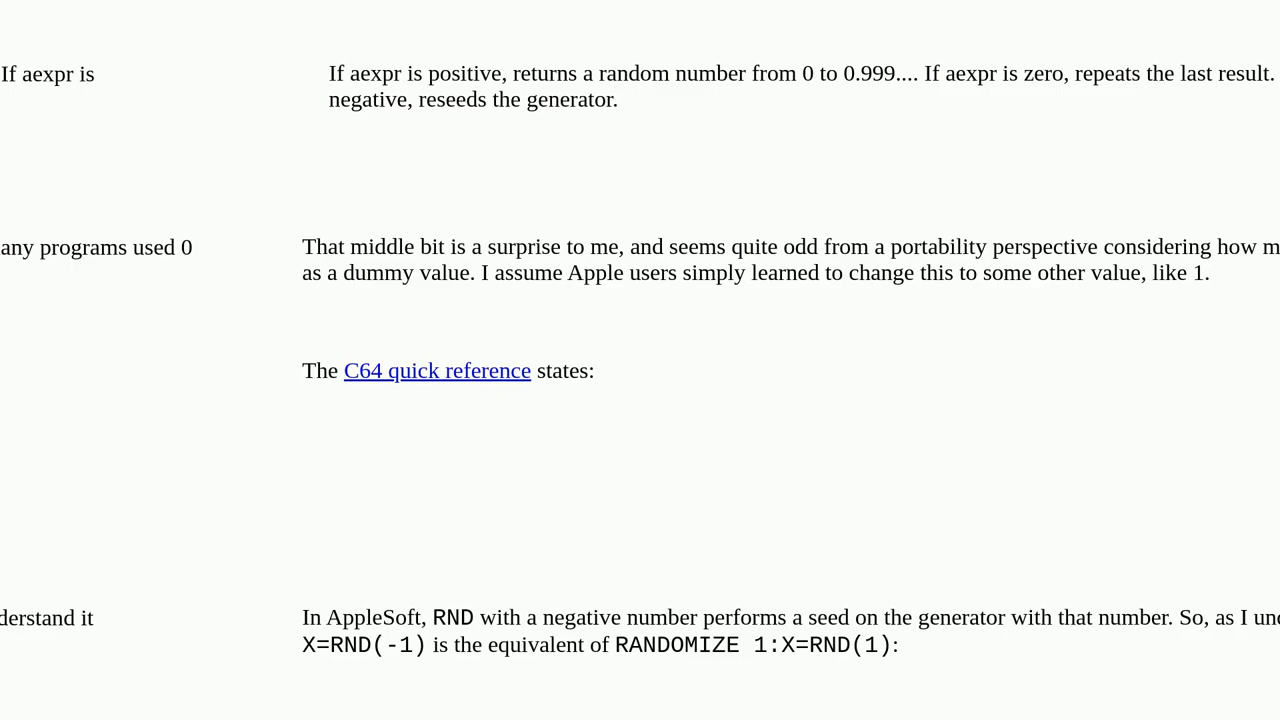 If aexpr is positive, returns a random number from 0 to 0.999.... If aexpr is zero, repeats the last result. If aexpr is
negative, reseeds the generator.
That middle bit is a surprise to me, and seems quite odd from a portability perspective considering how many programs used 0
as a dummy value. I assume Apple users simply learned to change this to some other value, like 1.
The C64 quick reference states:
In AppleSoft, RND with a negative number performs a seed on the generator with that number. So, as I understand it
X=RND(-1) is the equivalent of RANDOMIZE 1:X=RND(1):